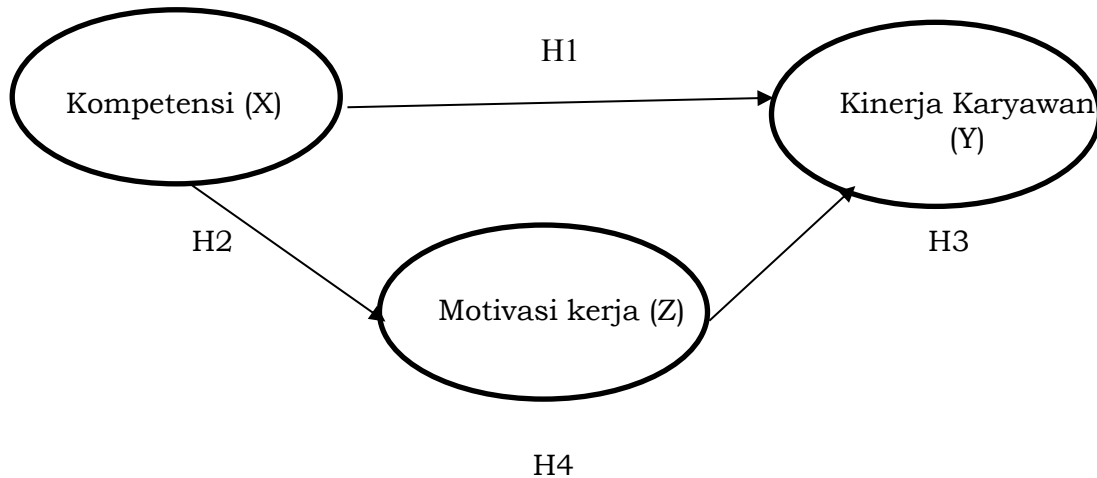 H1
Kompetensi (X)
Kinerja Karyawan
(Y)
H2
H3
Motivasi kerja (Z)
H4